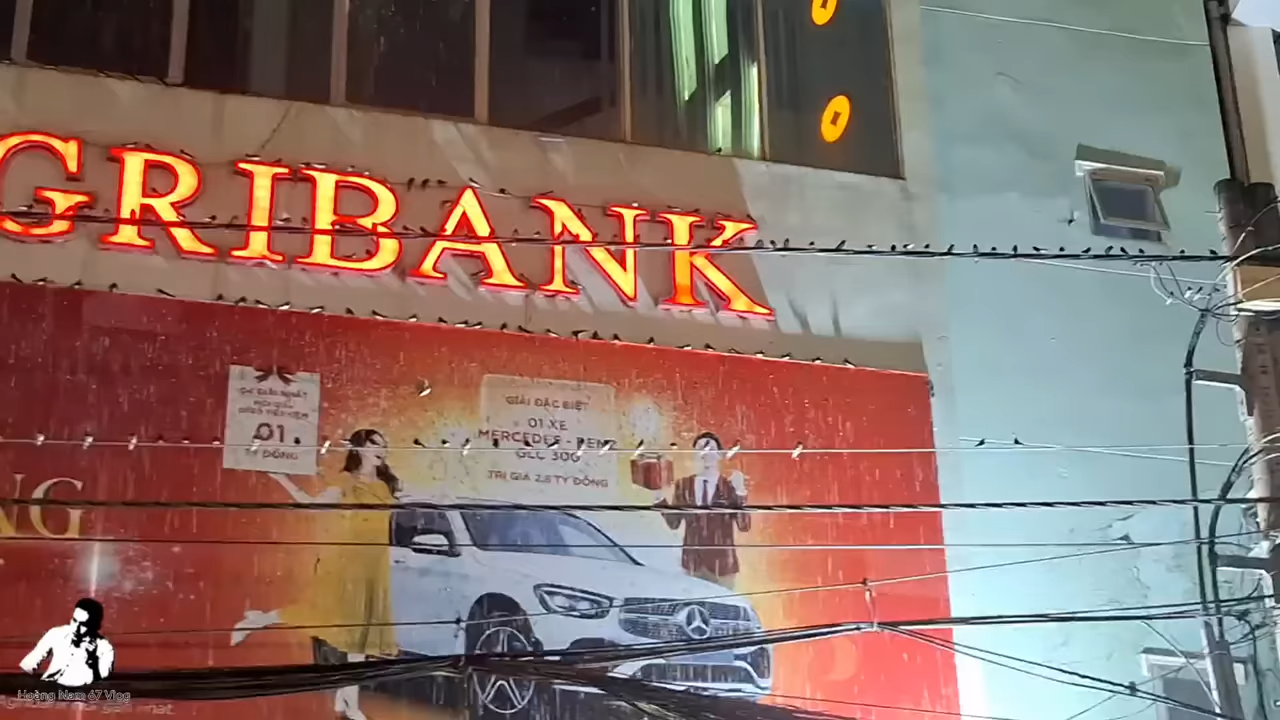 GRIBANK
01
TỶ ĐỒNG
GIẢI ĐẶC BIỆT
01 XE
MERCEDES - BENZ
GLC 300
TRỊ GIÁ 2,5 TỶ ĐỒNG
NG
Hoàng Nam 67 Vlog